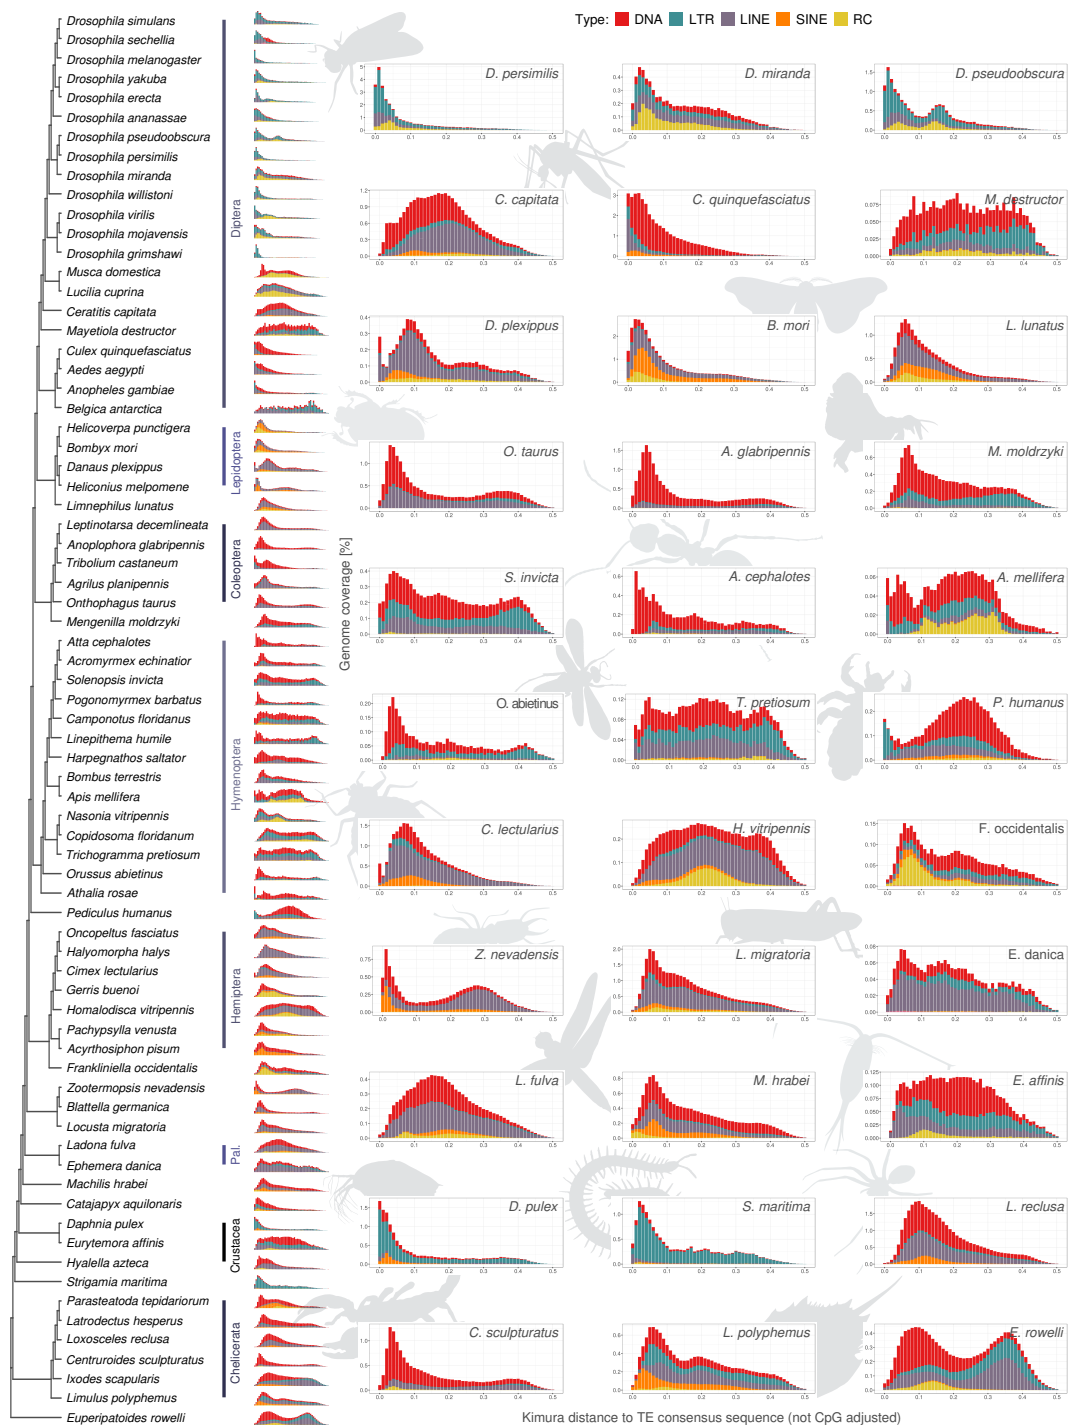 Type: DNA LTR LINE SINE RC
Drosophila simulans
Drosophila sechellia
Drosophila melanogaster
Drosophila yakuba
Drosophila erecta
Drosophila ananassae
Drosophila pseudoobscura
Drosophila persimilis
Drosophila miranda
Drosophila willistoni
Drosophila virilis
Drosophila mojavensis
Drosophila grimshawi
Musca domestica
Lucilia cuprina
Ceratitis capitata
Mayetiola destructor
Culex quinquefasciatus
Aedes aegypti
Anopheles gambiae
Belgica antarctica
Helicoverpa punctigera
Bombyx mori
Danaus plexippus
Heliconius melpomene
Limnephilus lunatus
Leptinotarsa decemlineata
Anoplophora glabripennis
Tribolium castaneum
Agrilus planipennis
Onthophagus taurus
Mengenilla moldrzyki
Atta cephalotes
Acromyrmex echinatior
Solenopsis invicta
Pogonomyrmex barbatus
Camponotus floridanus
Linepithema humile
Harpegnathos saltator
Bombus terrestris
Apis mellifera
Nasonia vitripennis
Copidosoma floridanum
Trichogramma pretiosum
Orussus abietinus
Athalia rosae
Pediculus humanus
Oncopeltus fasciatus
Halyomorpha halys
Cimex lectularius
Gerris buenoi
Homalodisca vitripennis
Pachypsylla venusta
Acyrthosiphon pisum
Frankliniella occidentalis
Zootermopsis nevadensis
Blattella germanica
Locusta migratoria
Ladona fulva
Ephemera danica
Machilis hrabei
Catajapyx aquilonaris
Daphnia pulex
Eurytemora affinis
Hyalella azteca
Strigamia maritima
Parasteatoda tepidariorum
Latrodectus hesperus
Loxosceles reclusa
Centruroides sculpturatus
Ixodes scapularis
Limulus polyphemus
Euperipatoides rowelli
Diptera
Lepidoptera
Coleoptera
Hymenoptera
Hemiptera
Pal.
Crustacea
Chelicerata
Genome coverage [%]
D. persimilis
D. miranda
D. pseudoobscura
C. capitata
C. quinquefasciatus
M. destructor
D. plexippus
B. mori
L. lunatus
O. taurus
A. glabripennis
M. moldrzyki
S. invicta
A. cephalotes
A. mellifera
O. abietinus
T. pretiosum
P. humanus
C. lectularius
H. vitripennis
F. occidentalis
Z. nevadensis
L. migratoria
E. danica
L. fulva
M. hrabei
E. affinis
D. pulex
S. maritima
L. reclusa
C. sculpturatus
L. polyphemus
E. rowelli
Kimura distance to TE consensus sequence (not CpG adjusted)